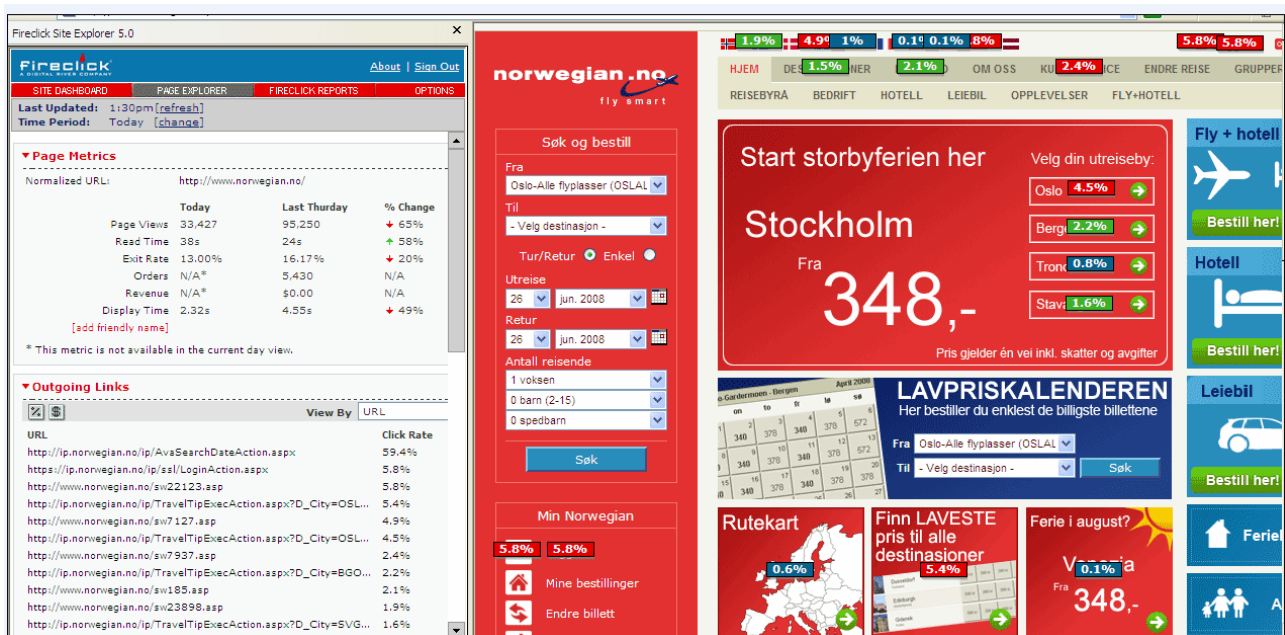 Fireclick Site Explorer 5.0
Fireclick
A DIGITAL RIVER COMPANY
About | Sign Out
SITE DASHBOARD PAGE EXPLORER FIRECLICK REPORTS OPTIONS
Last Updated: 1:30pm[refresh]
Time Period: Today [change]
Page Metrics
Normalized URL: http://www.norwegian.no/
Today Last Thurday % Change
Page Views 33,427 95,250 65%
Read Time 38s 24s 58%
Exit Rate 13.00% 16.17% 20%
Orders N/A* 5,430 N/A
Revenue N/A* $0.00 N/A
Display Time 2.32s 4.55s 49%
[add friendly name]
* This metric is not available in the current day view.
Outgoing Links
% $ View By URL
URL Click Rate
http://ip.norwegian.no/ip/AvaSearchDateAction.aspx 59.4%
https://ip.norwegian.no/ip/ssl/LoginAction.aspx 5.8%
http://www.norwegian.no/sw22123.asp 5.8%
http://ip.norwegian.no/ip/TravelTipExecAction.aspx?D_City=OSL... 5.4%
http://www.norwegian.no/sw7127.asp 4.9%
http://ip.norwegian.no/ip/TravelTipExecAction.aspx?D_City=OSL... 4.5%
http://www.norwegian.no/sw7937.asp 2.4%
http://ip.norwegian.no/ip/TravelTipExecAction.aspx?D_City=BGO... 2.2%
http://www.norwegian.no/sw185.asp 2.1%
http://www.norwegian.no/sw23898.asp 1.9%
http://ip.norwegian.no/ip/TravelTipExecAction.aspx?D_City=SVG... 1.6%
norwegian.no
fly smart
Søk og bestill
Fra
Oslo-Alle flyplasser (OSLAL
Til
- Velg destinasjon -
Tur/Retur Enkel
Utreise
26 jun. 2008
Retur
26 jun. 2008
Antall reisende
1 voksen
0 barn (2-15)
0 spedbarn
Søk
Min Norwegian
5.8% 5.8%
Mine bestillinger
Endre billett
1.9% 4.9% 1% 0.1% 0.1% .8% 5.8% 5.8%
HJEM DES 1.5% NER 2.1% OM OSS KU 2.4% ICE ENDRE REISE GRUPPER
REISEBYRÅ BEDRIFT HOTELL LEIEBIL OPPLEVELSER FLY+HOTELL
Start storbyferien her
Velg din utreiseby:
Oslo 4.5%
Berg 2.2%
Tron 0.8%
Stava 1.6%
Stockholm
Fra
348,-
Pris gjelder én vei inkl. skatter og avgifter
Gardermoen - Bergen April 2008
on to fr lø sø
LAVPRISKALENDEREN
Her bestiller du enklest de billigste billettene
Fra Oslo-Alle flyplasser (OSLAL
Til - Velg destinasjon - Søk
Rutekart
0.6%
Finn LAVESTE
pris til alle
destinasjoner
5.4%
Ferie i august?
0.1%
Fra
348,-
Fly + hotell
Bestill her!
Hotell
Bestill her!
Leiebil
Bestill her!
Feriel
A